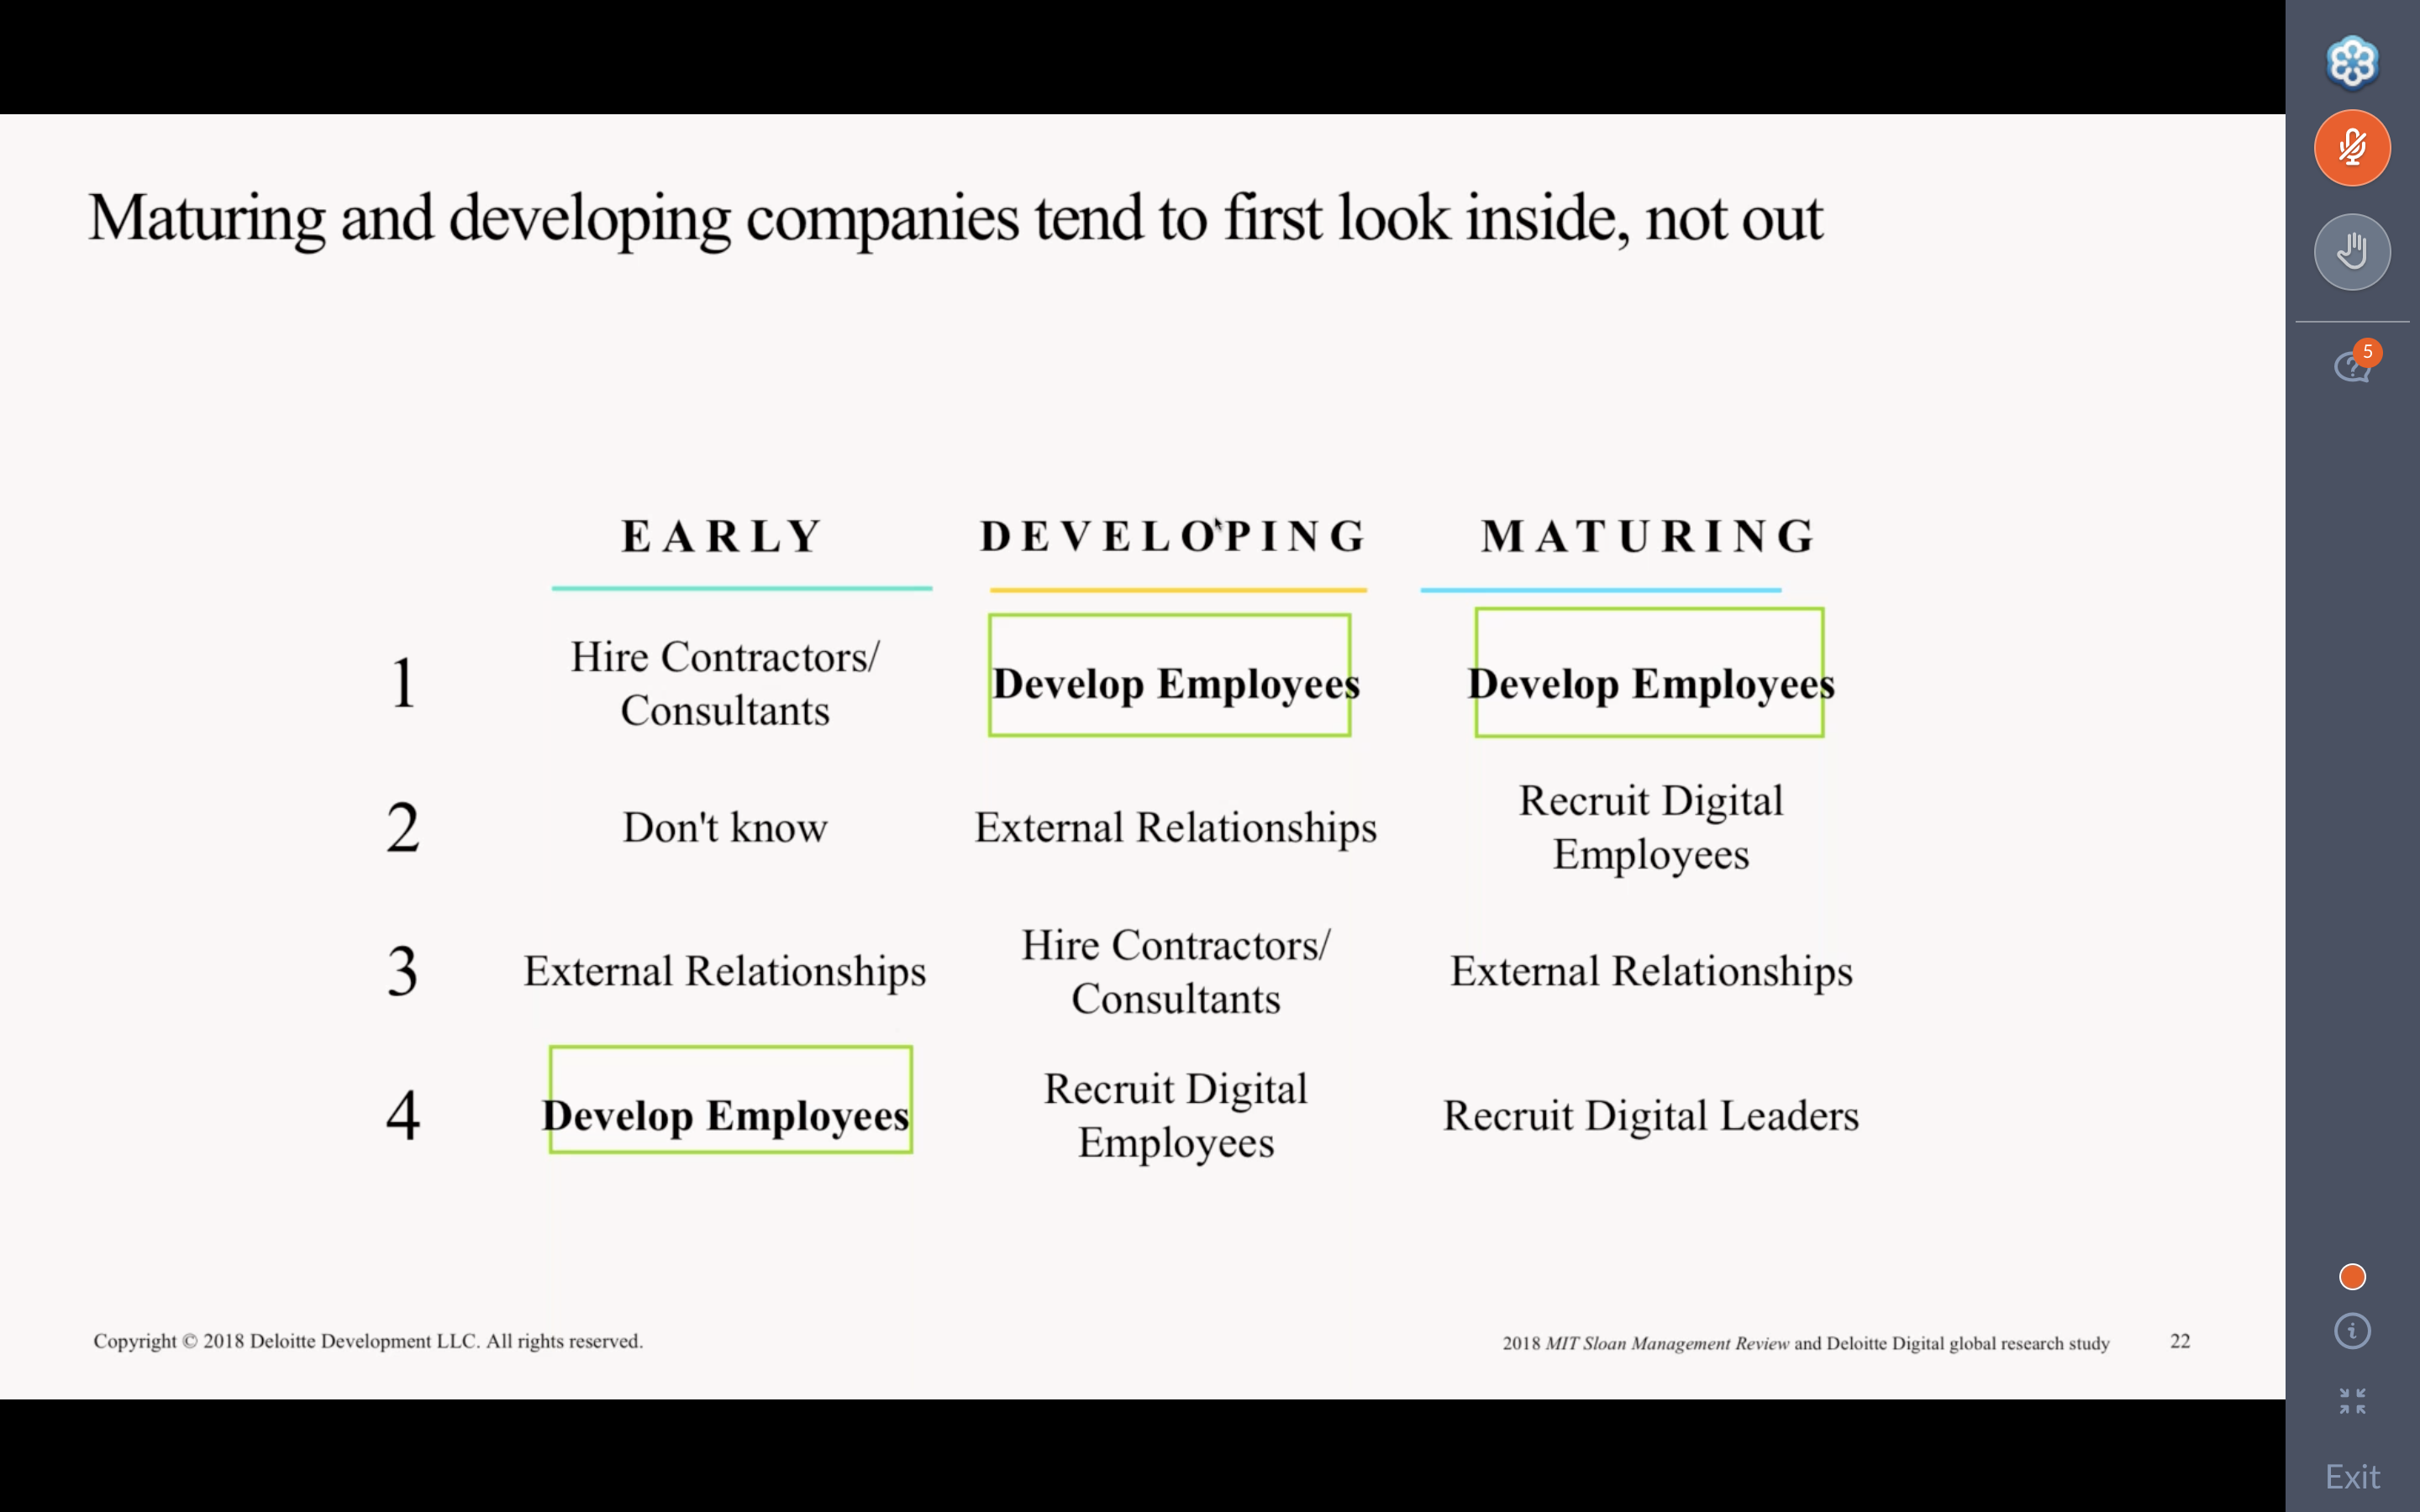 Maturing and developing companies tend to first look inside, not out
EARLY
DEVELOPING
MATURING
1
Hire Contractors/
Consultants
Develop Employees
Develop Employees
2
Don't know
External Relationships
Recruit Digital
Employees
3
External Relationships
Hire Contractors/
Consultants
External Relationships
4
Develop Employees
Recruit Digital
Employees
Recruit Digital Leaders
Copyright © 2018 Deloitte Development LLC. All rights reserved.
2018 MIT Sloan Management Review and Deloitte Digital global research study
22
5
Exit